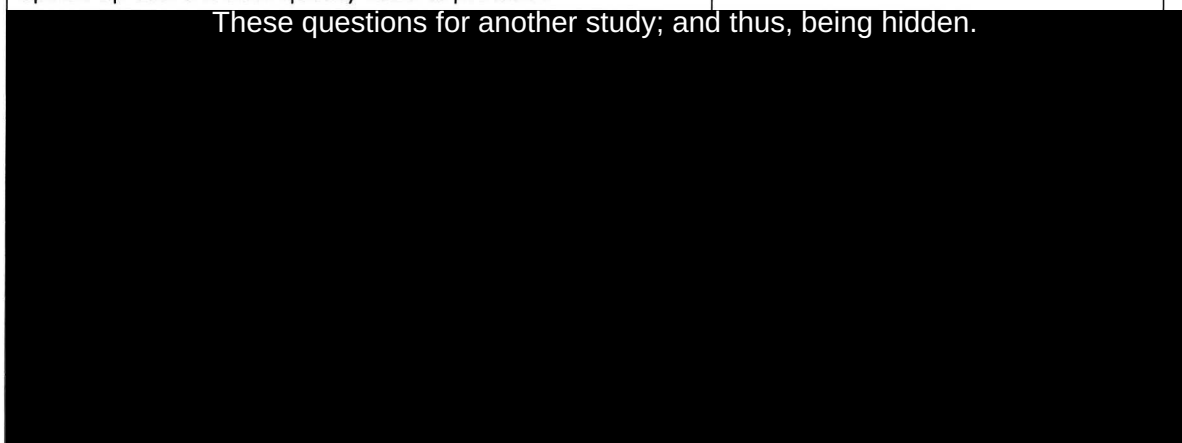 These questions for another study; and thus, being hidden.